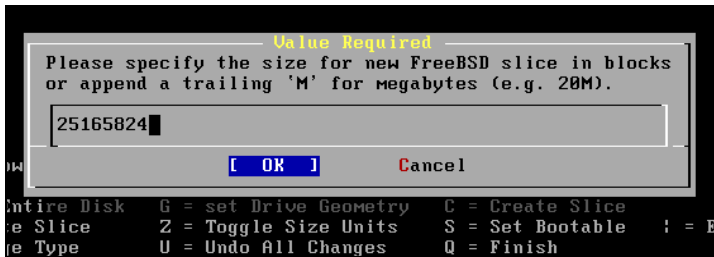 Value Required
Please specify the size for new FreeBSD slice in blocks
or append a trailing 'M' for megabytes (e.g. 20M).
25165824
[ OK ] Cancel
Disk G = set Drive Geometry C = Create Slice
Slice Z = Toggle Size Units S = Set Bootable | =
Type U = Undo All Changes Q = Finish